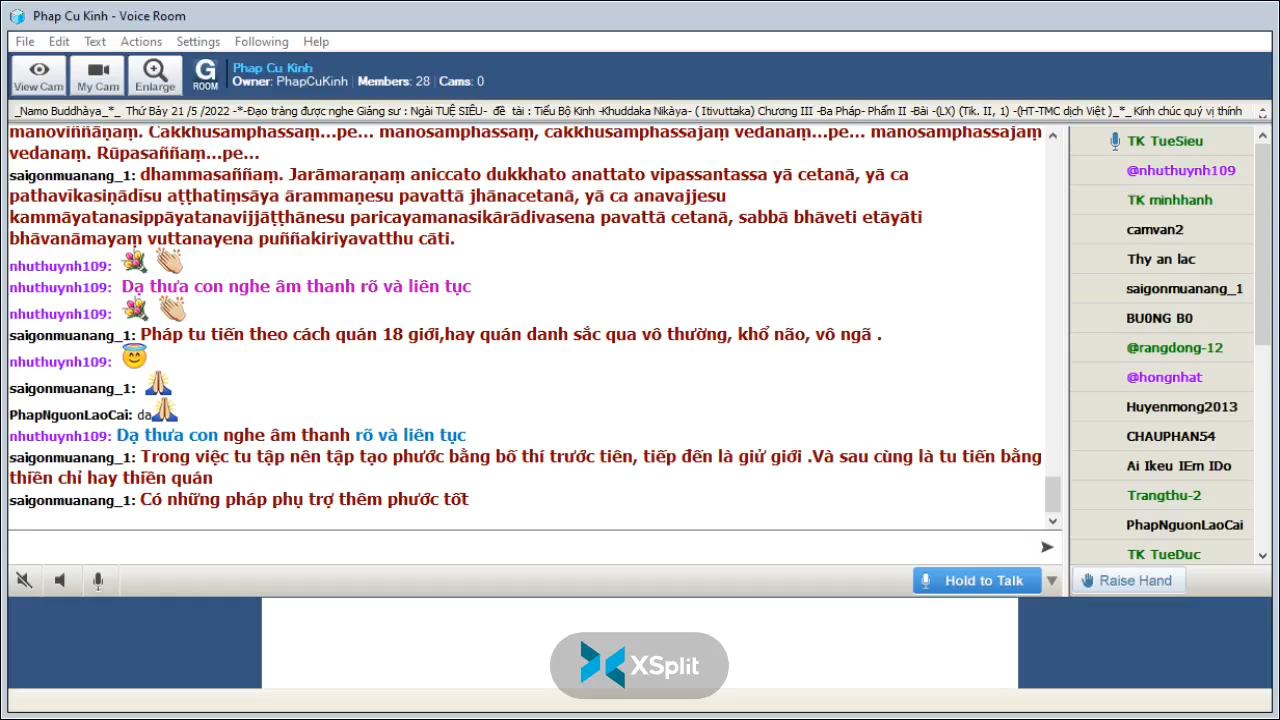 Phap Cu Kinh - Voice Room
File Edit Text Actions Settings Following Help
View Cam My Cam Enlarge G ROOM
Phap Cu Kinh
Owner: PhapCuKinh | Members: 28 | Cams: 0
_Namo Buddhàya_*_ Thứ Bảy 21 /5 /2022 -*-Đạo tràng được nghe Giảng sư : Ngài TUỆ SIÊU- đề tài : Tiểu Bộ Kinh -Khuddaka Nikàya- ( Itivuttaka) Chương III -Ba Pháp- Phẩm II -Bài -(LX) (Tik. II, 1) -(HT-TMC dịch Việt )_*_ Kính chúc quý vị thính
manoviññāṇaṃ. Cakkhusamphassaṃ...pe... manosamphassaṃ, cakkhusamphassajaṃ vedanaṃ...pe... manosamphassajaṃ
vedanaṃ. Rūpasaññaṃ...pe...
saigonmuanang_1: dhammasaññaṃ. Jarāmaraṇaṃ aniccato dukkhato anattato vipassantassa yā cetanā, yā ca
pathavīkasiṇādīsu aṭṭhatiṃsāya ārammaṇesu pavattā jhānacetanā, yā ca anavajjesu
kammāyatanasippāyatanavijjāṭṭhānesu paricayamanasikārādivasena pavattā cetanā, sabbā bhāveti etāyāti
bhāvanāmayaṃ vuttanayena puññakiriyavatthu cāti.
nhuthuynh109:
nhuthuynh109: Dạ thưa con nghe âm thanh rõ và liên tục
nhuthuynh109:
saigonmuanang_1: Pháp tu tiến theo cách quán 18 giới,hay quán danh sắc qua vô thường, khổ não, vô ngã .
nhuthuynh109:
saigonmuanang_1:
PhapNguonLaoCai: da
nhuthuynh109: Dạ thưa con nghe âm thanh rõ và liên tục
saigonmuanang_1: Trong việc tu tập nên tập tạo phước bằng bố thí trước tiên, tiếp đến là giử giới .Và sau cùng là tu tiến bằng
thiền chỉ hay thiền quán
saigonmuanang_1: Có những pháp phụ trợ thêm phước tốt
TK TueSieu
@nhuthuynh109
TK minhhanh
camvan2
Thy an lac
saigonmuanang_1
BU0NG B0
@rangdong-12
@hongnhat
Huyenmong2013
CHAUPHAN54
Ai Ikeu IEm IDo
Trangthu-2
PhapNguonLaoCai
TK TueDuc
Hold to Talk
Raise Hand
XSplit